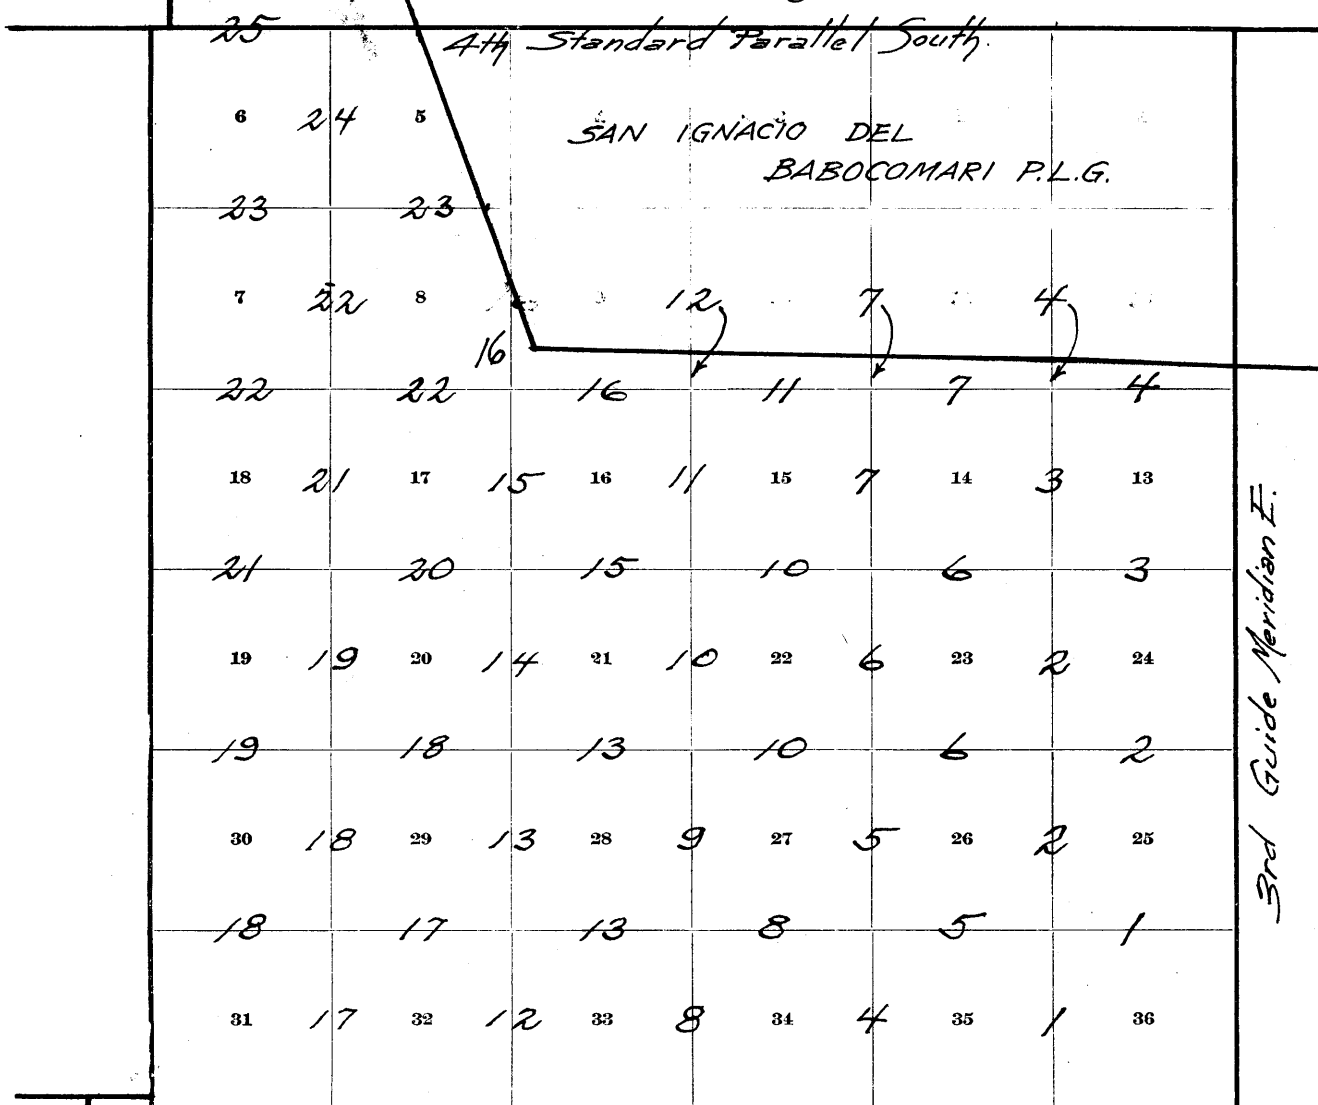 25
4th Standard Parallel South.
6 24 5
SAN IGNACIO DEL
BABOCOMARI P.L.G.
23 23
7 22 8 12 7 4
16
22 22 16 11 7 4
18 21 17 15 16 11 15 7 14 3 13
21 20 15 10 6 3
19 19 20 14 21 10 22 6 23 2 24
19 18 13 10 6 2
30 18 29 13 28 9 27 5 26 2 25
18 17 13 8 5 1
31 17 32 12 33 8 34 4 35 1 36
3rd Guide Meridian E.